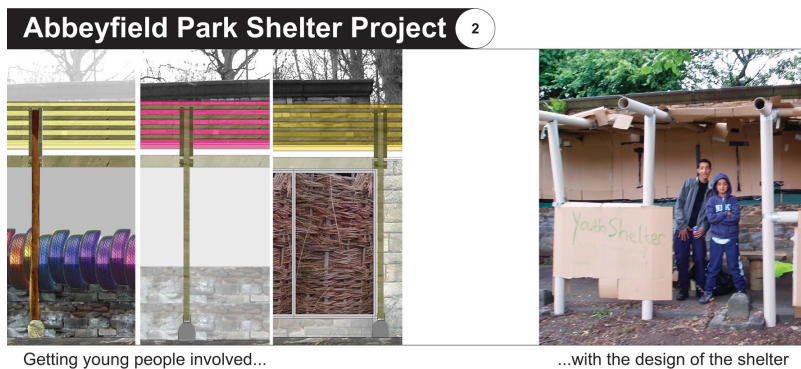 Abbeyfield Park Shelter Project 2
Youth Shelter
Getting young people involved...
...with the design of the shelter